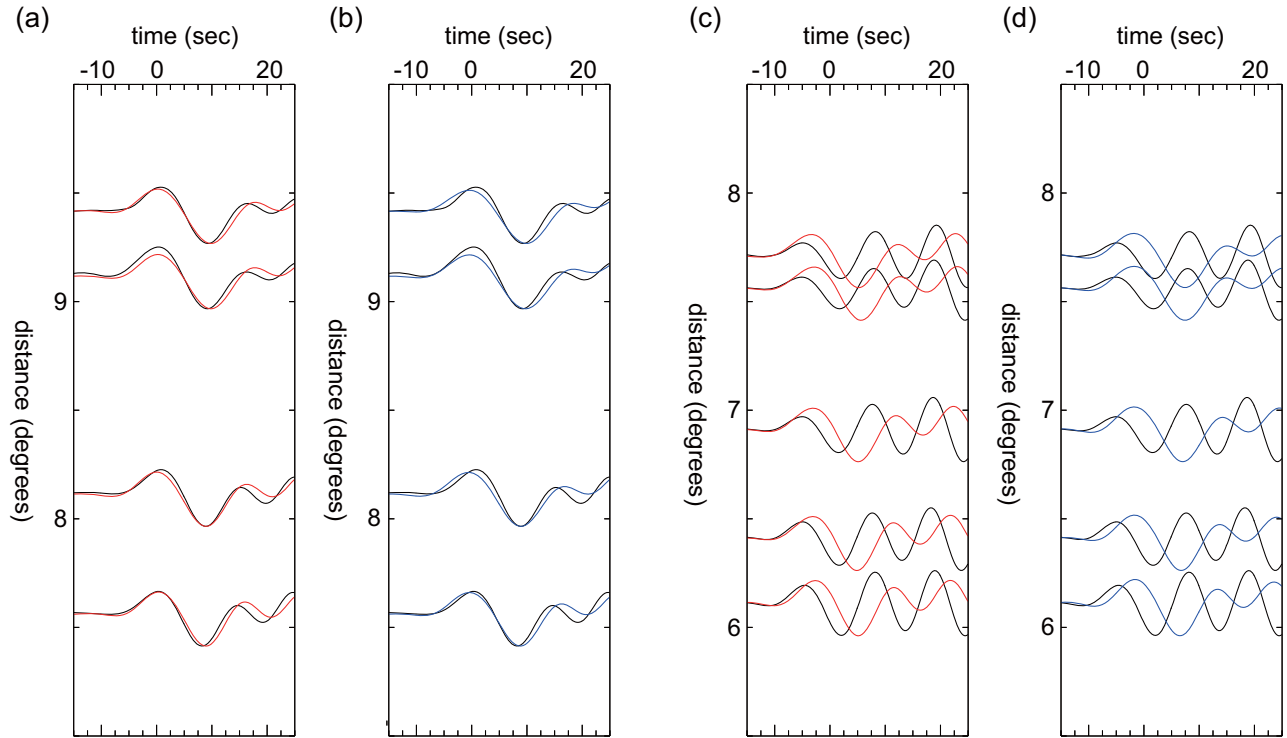 (a)
time (sec)
-10 0 20
9
8
distance (degrees)
(b)
time (sec)
-10 0 20
9
8
distance (degrees)
(c)
time (sec)
-10 0 20
8
7
6
distance (degrees)
(d)
time (sec)
-10 0 20
8
7
6
distance (degrees)